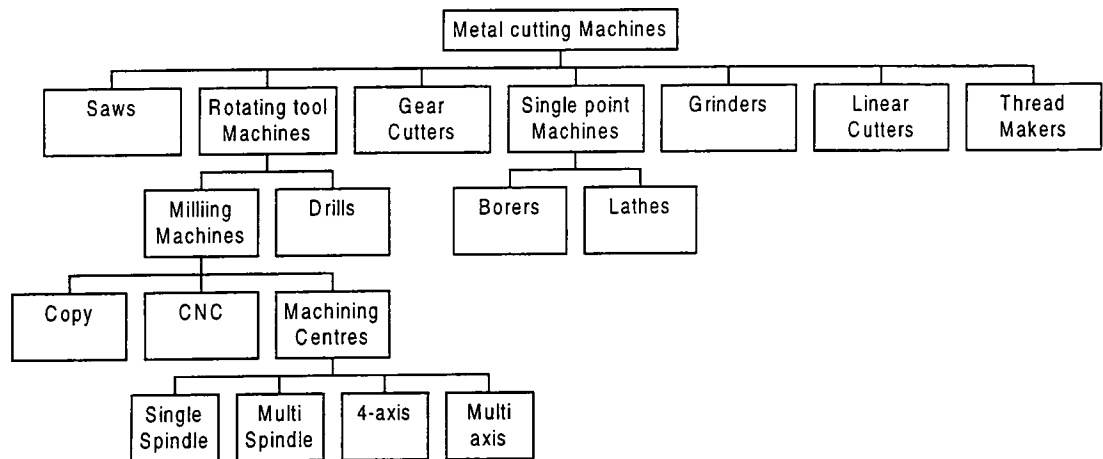 Metal cutting Machines
Saws
Rotating tool
Machines
Gear
Cutters
Single point
Machines
Grinders
Linear
Cutters
Thread
Makers
Milliing
Machines
Drills
Borers
Lathes
Copy
CNC
Machining
Centres
Single
Spindle
Multi
Spindle
4-axis
Multi
axis